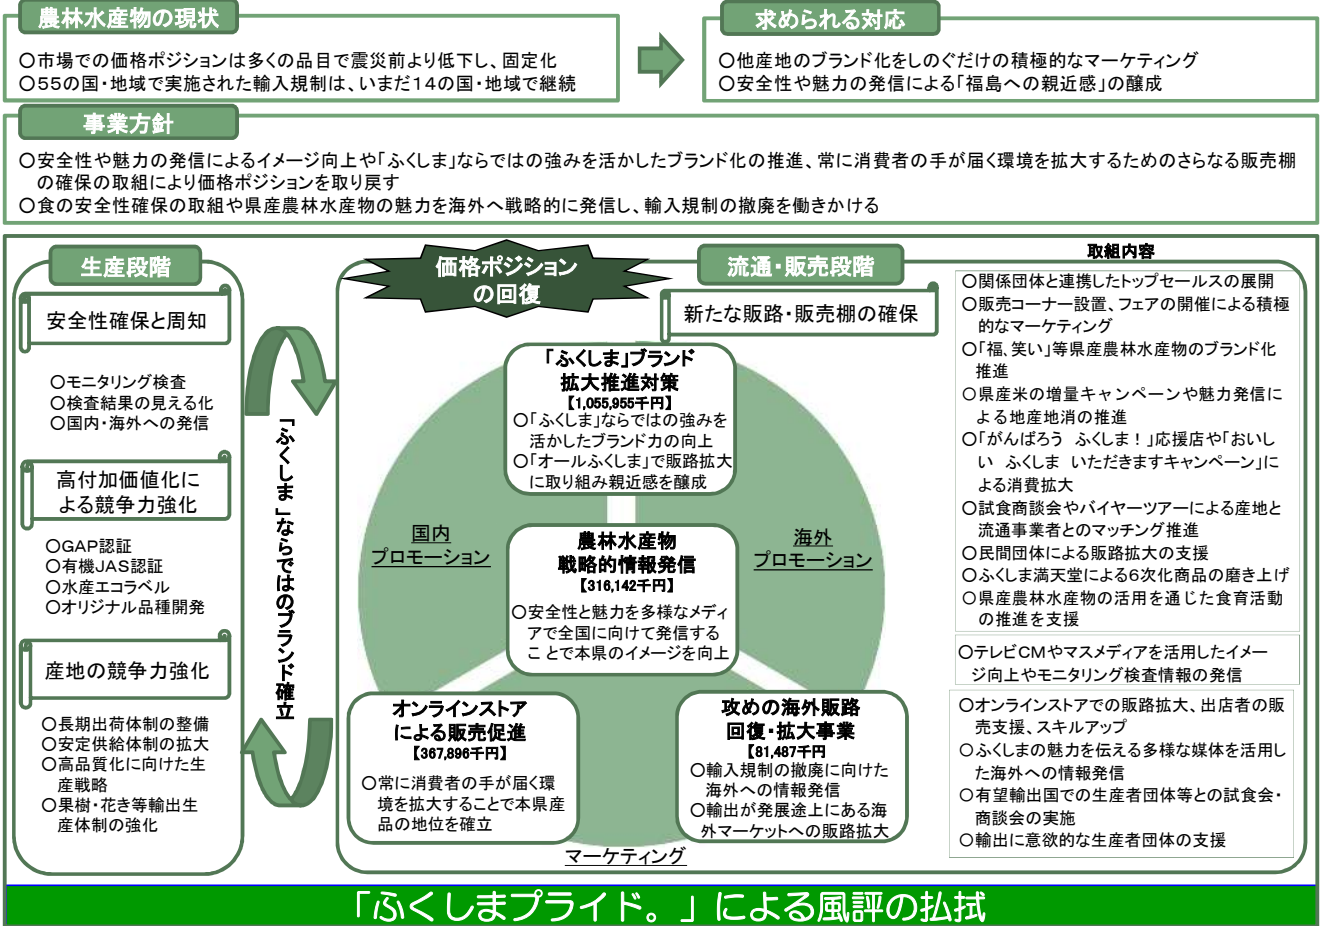 農林水産物の現状
○市場での価格ポジションは多くの品目で震災前より低下し、固定化
○55の国・地域で実施された輸入規制は、いまだ14の国・地域で継続
求められる対応
○他産地のブランド化をしのぐだけの積極的なマーケティング
○安全性や魅力の発信による「福島への親近感」の醸成
事業方針
○安全性や魅力の発信によるイメージ向上や「ふくしま」ならではの強みを活かしたブランド化の推進、常に消費者の手が届く環境を拡大するためのさらなる販売棚
の確保の取組により価格ポジションを取り戻す
○食の安全性確保の取組や県産農林水産物の魅力を海外へ戦略的に発信し、輸入規制の撤廃を働きかける
生産段階
安全性確保と周知
○モニタリング検査
○検査結果の見える化
○国内・海外への発信
高付加価値化に
よる競争力強化
○GAP認証
○有機JAS認証
○水産エコラベル
○オリジナル品種開発
産地の競争力強化
○長期出荷体制の整備
○安定供給体制の拡大
○高品質化に向けた生
産戦略
○果樹・花き等輸出生
産体制の強化
「ふくしま」ならではのブランド確立
価格ポジション
の回復
流通・販売段階
新たな販路・販売棚の確保
「ふくしま」ブランド
拡大推進対策
【1,055,955千円】
○「ふくしま」ならではの強みを
活かしたブランド力の向上
○「オールふくしま」で販路拡大
に取り組み親近感を醸成
国内
プロモーション
海外
プロモーション
農林水産物
戦略的情報発信
【316,142千円】
○安全性と魅力を多様なメディ
アで全国に向けて発信する
ことで本県のイメージを向上
オンラインストア
による販売促進
【367,896千円】
○常に消費者の手が届く環
境を拡大することで本県産
品の地位を確立
攻めの海外販路
回復・拡大事業
【81,487千円
○輸入規制の撤廃に向けた
海外への情報発信
○輸出が発展途上にある海
外マーケットへの販路拡大
マーケティング
取組内容
○関係団体と連携したトップセールスの展開
○販売コーナー設置、フェアの開催による積極
的なマーケティング
○「福、笑い」等県産農林水産物のブランド化
推進
○県産米の増量キャンペーンや魅力発信に
よる地産地消の推進
○「がんばろう ふくしま！」応援店や「おいし
い ふくしま いただきますキャンペーン」に
よる消費拡大
○試食商談会やバイヤーツアーによる産地と
流通事業者とのマッチング推進
○民間団体による販路拡大の支援
○ふくしま満天堂による6次化商品の磨き上げ
○県産農林水産物の活用を通じた食育活動
の推進を支援
○テレビCMやマスメディアを活用したイメー
ジ向上やモニタリング検査情報の発信
○オンラインストアでの販路拡大、出店者の販
売支援、スキルアップ
○ふくしまの魅力を伝える多様な媒体を活用し
た海外への情報発信
○有望輸出国での生産者団体等との試食会・
商談会の実施
○輸出に意欲的な生産者団体の支援
「ふくしまプライド。」による風評の払拭